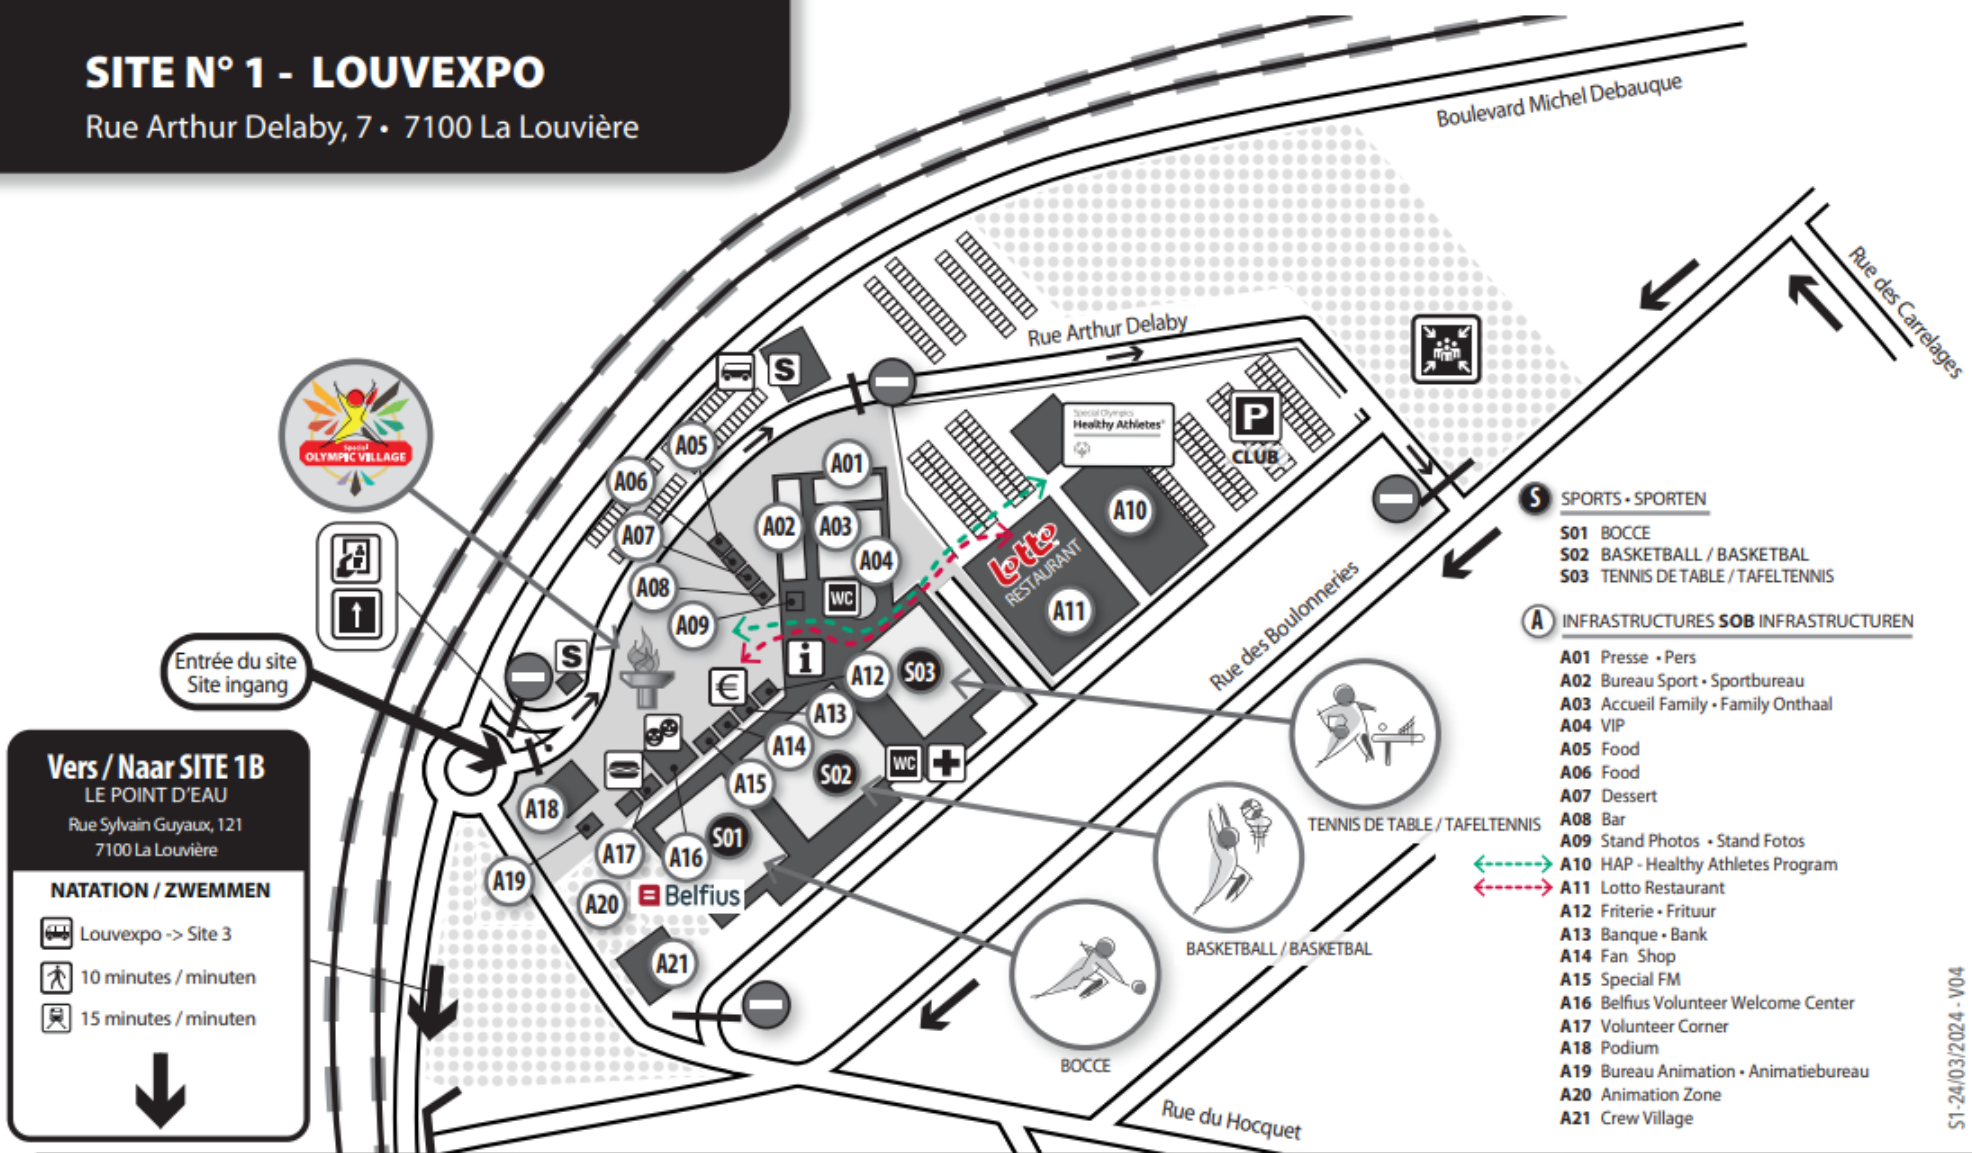 SITE N° 1 - LOUVEXPO
Rue Arthur Delaby, 7 • 7100 La Louvière
Boulevard Michel Debauque
Rue des Carrelages
Rue Arthur Delaby
S
Special
OLYMPIC VILLAGE
A05
A01
A06
A07
A02
A03
A04
A08
WC
A09
Special Olympics
Healthy Athletes
P
CLUB
A10
Lotto
RESTAURANT
A11
Rue des Boulonneries
Entrée du site
Site ingang
S
i
€
A12
S03
A13
A14
S02
WC
A15
A18
S01
A17
A16
A19
A20
Belfius
A21
TENNIS DE TABLE / TAFELTENNIS
BASKETBALL / BASKETBAL
BOCCE
Rue du Hocquet
Vers / Naar SITE 1B
LE POINT D'EAU
Rue Sylvain Guyaux, 121
7100 La Louvière
NATATION / ZWEMMEN
Louvexpo -> Site 3
10 minutes / minuten
15 minutes / minuten
S SPORTS • SPORTEN
S01 BOCCE
S02 BASKETBALL / BASKETBAL
S03 TENNIS DE TABLE / TAFELTENNIS
A INFRASTRUCTURES SOB INFRASTRUCTUREN
A01 Presse • Pers
A02 Bureau Sport • Sportbureau
A03 Accueil Family • Family Onthaal
A04 VIP
A05 Food
A06 Food
A07 Dessert
A08 Bar
A09 Stand Photos • Stand Fotos
A10 HAP - Healthy Athletes Program
A11 Lotto Restaurant
A12 Friterie • Frituur
A13 Banque • Bank
A14 Fan Shop
A15 Special FM
A16 Belfius Volunteer Welcome Center
A17 Volunteer Corner
A18 Podium
A19 Bureau Animation • Animatiebureau
A20 Animation Zone
A21 Crew Village
S1-24/03/2024 - V04